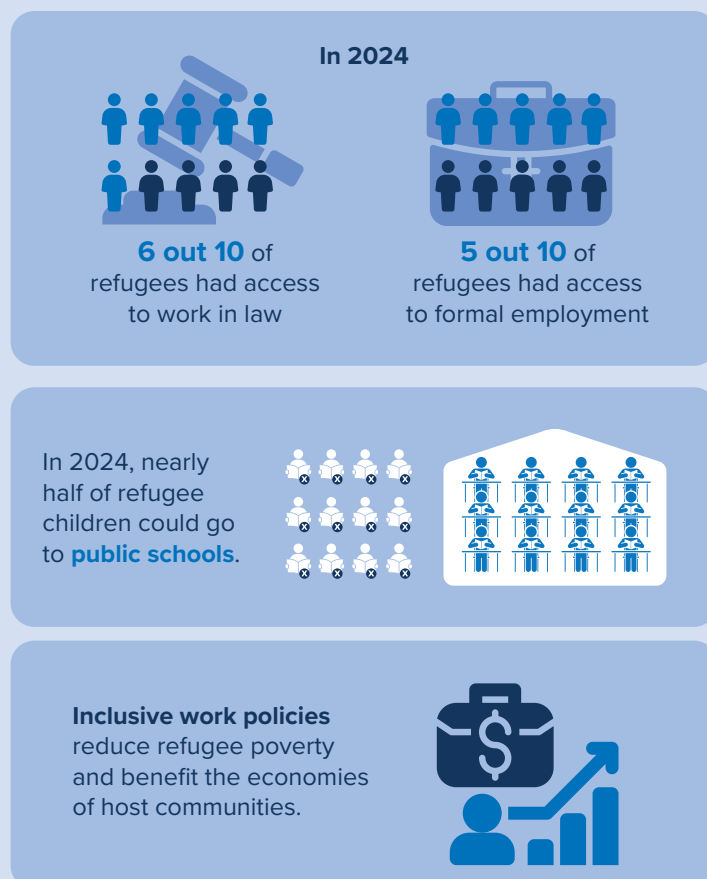 In 2024
6 out 10 of
refugees had access
to work in law
5 out 10 of
refugees had access
to formal employment
In 2024, nearly
half of refugee
children could go
to public schools.
X X X X
X X X X
X X X X
Inclusive work policies
reduce refugee poverty
and benefit the economies
of host communities.
$